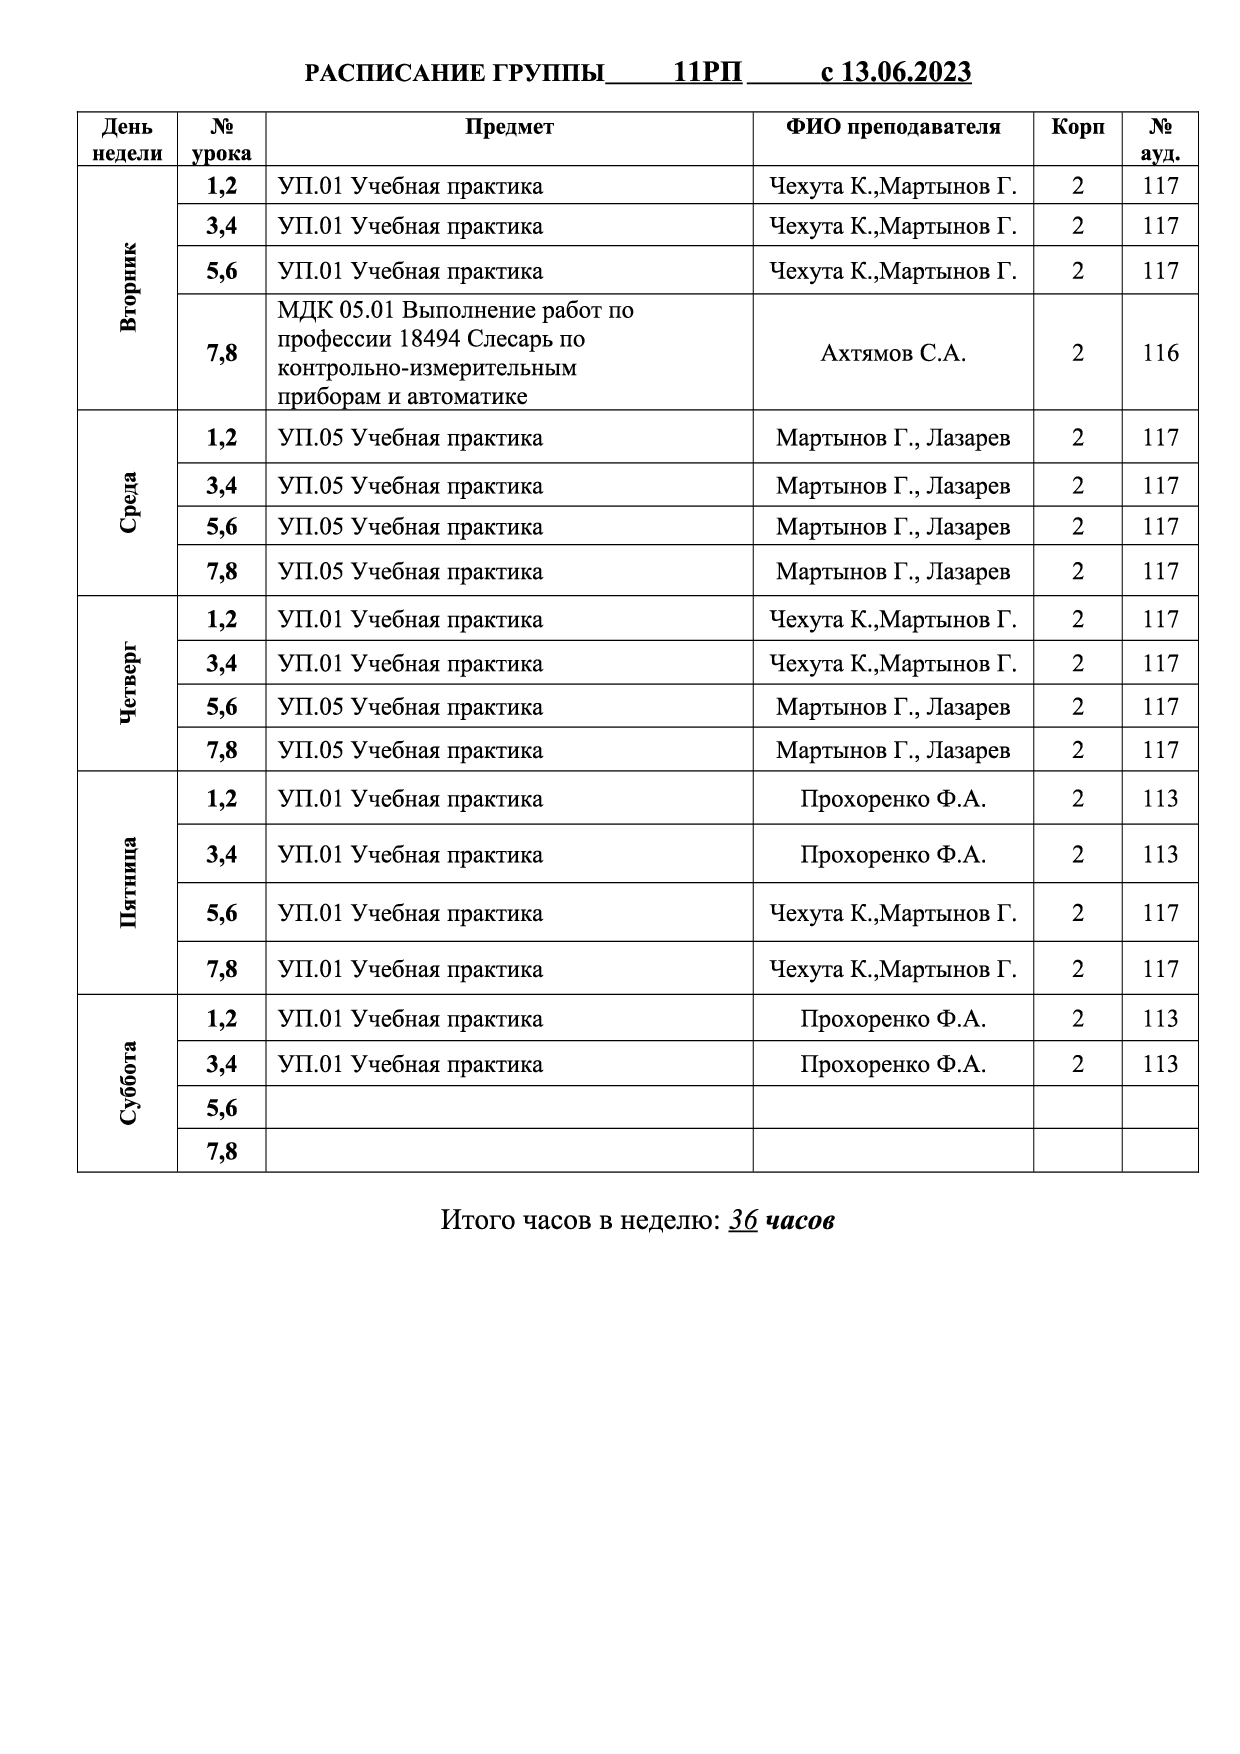 РАСПИСАНИЕ ГРУППЫ 11РП с 13.06.2023
День недели № урока Предмет ФИО преподавателя Корп № ауд.
Вторник
1,2 УП.01 Учебная практика Чехута К.,Мартынов Г. 2 117
3,4 УП.01 Учебная практика Чехута К.,Мартынов Г. 2 117
5,6 УП.01 Учебная практика Чехута К.,Мартынов Г. 2 117
7,8 МДК 05.01 Выполнение работ по
профессии 18494 Слесарь по
контрольно-измерительным
приборам и автоматике Ахтямов С.А. 2 116
Среда
1,2 УП.05 Учебная практика Мартынов Г., Лазарев 2 117
3,4 УП.05 Учебная практика Мартынов Г., Лазарев 2 117
5,6 УП.05 Учебная практика Мартынов Г., Лазарев 2 117
7,8 УП.05 Учебная практика Мартынов Г., Лазарев 2 117
Четверг
1,2 УП.01 Учебная практика Чехута К.,Мартынов Г. 2 117
3,4 УП.01 Учебная практика Чехута К.,Мартынов Г. 2 117
5,6 УП.05 Учебная практика Мартынов Г., Лазарев 2 117
7,8 УП.05 Учебная практика Мартынов Г., Лазарев 2 117
Пятница
1,2 УП.01 Учебная практика Прохоренко Ф.А. 2 113
3,4 УП.01 Учебная практика Прохоренко Ф.А. 2 113
5,6 УП.01 Учебная практика Чехута К.,Мартынов Г. 2 117
7,8 УП.01 Учебная практика Чехута К.,Мартынов Г. 2 117
Суббота
1,2 УП.01 Учебная практика Прохоренко Ф.А. 2 113
3,4 УП.01 Учебная практика Прохоренко Ф.А. 2 113
5,6
7,8
Итого часов в неделю: 36 часов